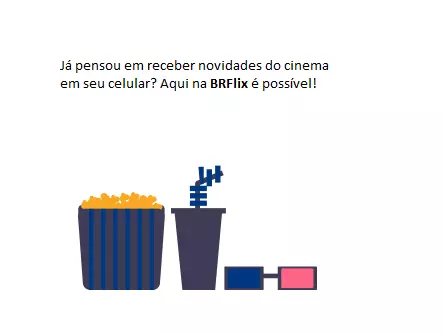 Já pensou em receber novidades do cinema
em seu celular? Aqui na BRFlix é possível!